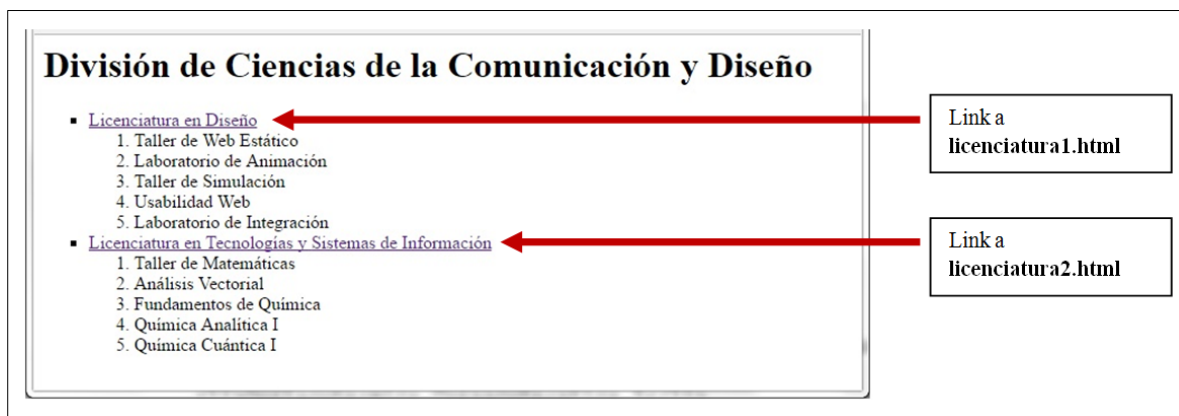 División de Ciencias de la Comunicación y Diseño
▪ Licenciatura en Diseño
1. Taller de Web Estático
2. Laboratorio de Animación
3. Taller de Simulación
4. Usabilidad Web
5. Laboratorio de Integración
▪ Licenciatura en Tecnologías y Sistemas de Información
1. Taller de Matemáticas
2. Análisis Vectorial
3. Fundamentos de Química
4. Química Analítica I
5. Química Cuántica I
Link a
licenciatura1.html
Link a
licenciatura2.html